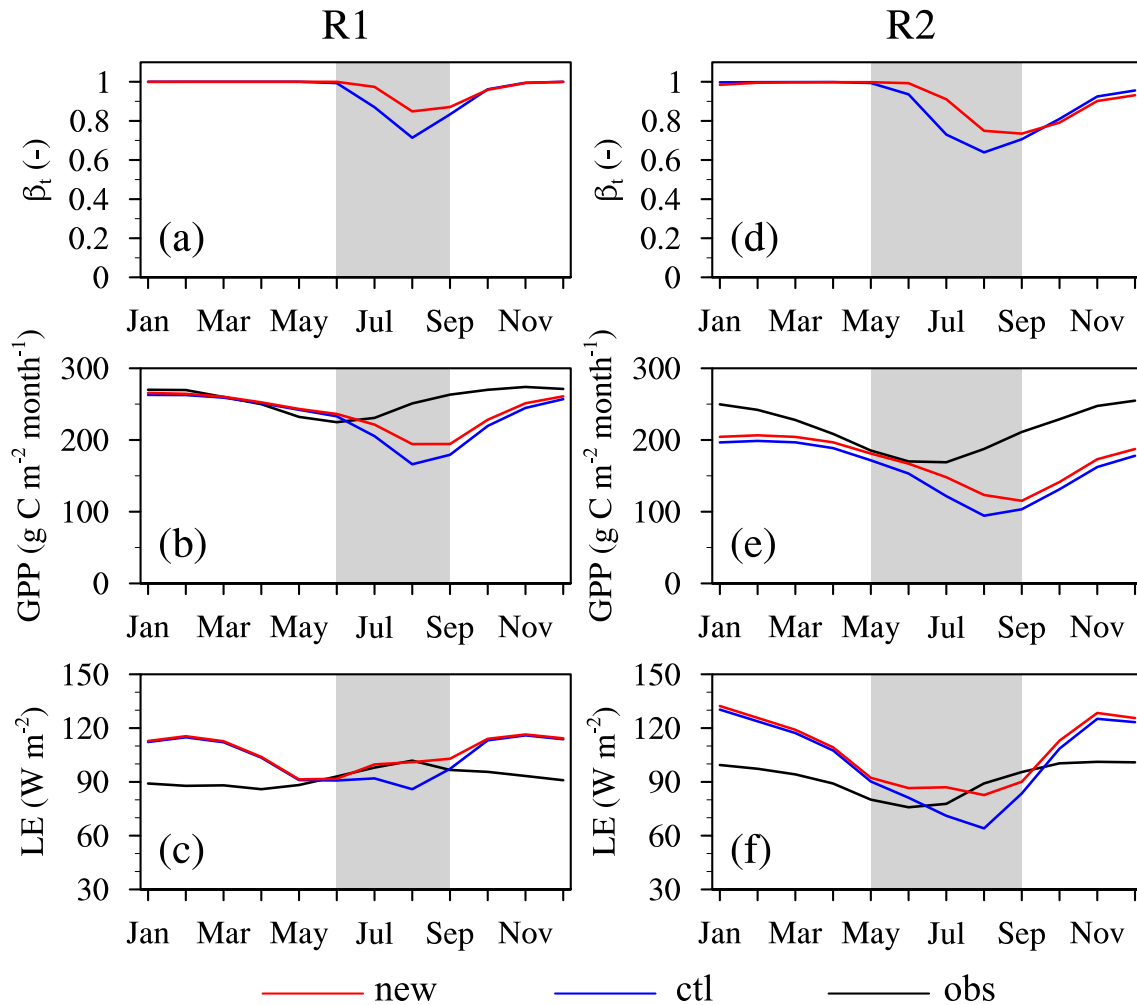 R1
R2
1
0.8
0.6
0.4
0.2
0
βt (-)
(a)
Jan Mar May Jul Sep Nov
1
0.8
0.6
0.4
0.2
0
βt (-)
(d)
Jan Mar May Jul Sep Nov
300
200
100
0
GPP (g C m-2 month-1)
(b)
Jan Mar May Jul Sep Nov
300
200
100
0
GPP (g C m-2 month-1)
(e)
Jan Mar May Jul Sep Nov
150
120
90
60
30
LE (W m-2)
(c)
Jan Mar May Jul Sep Nov
150
120
90
60
30
LE (W m-2)
(f)
Jan Mar May Jul Sep Nov
new ctl obs